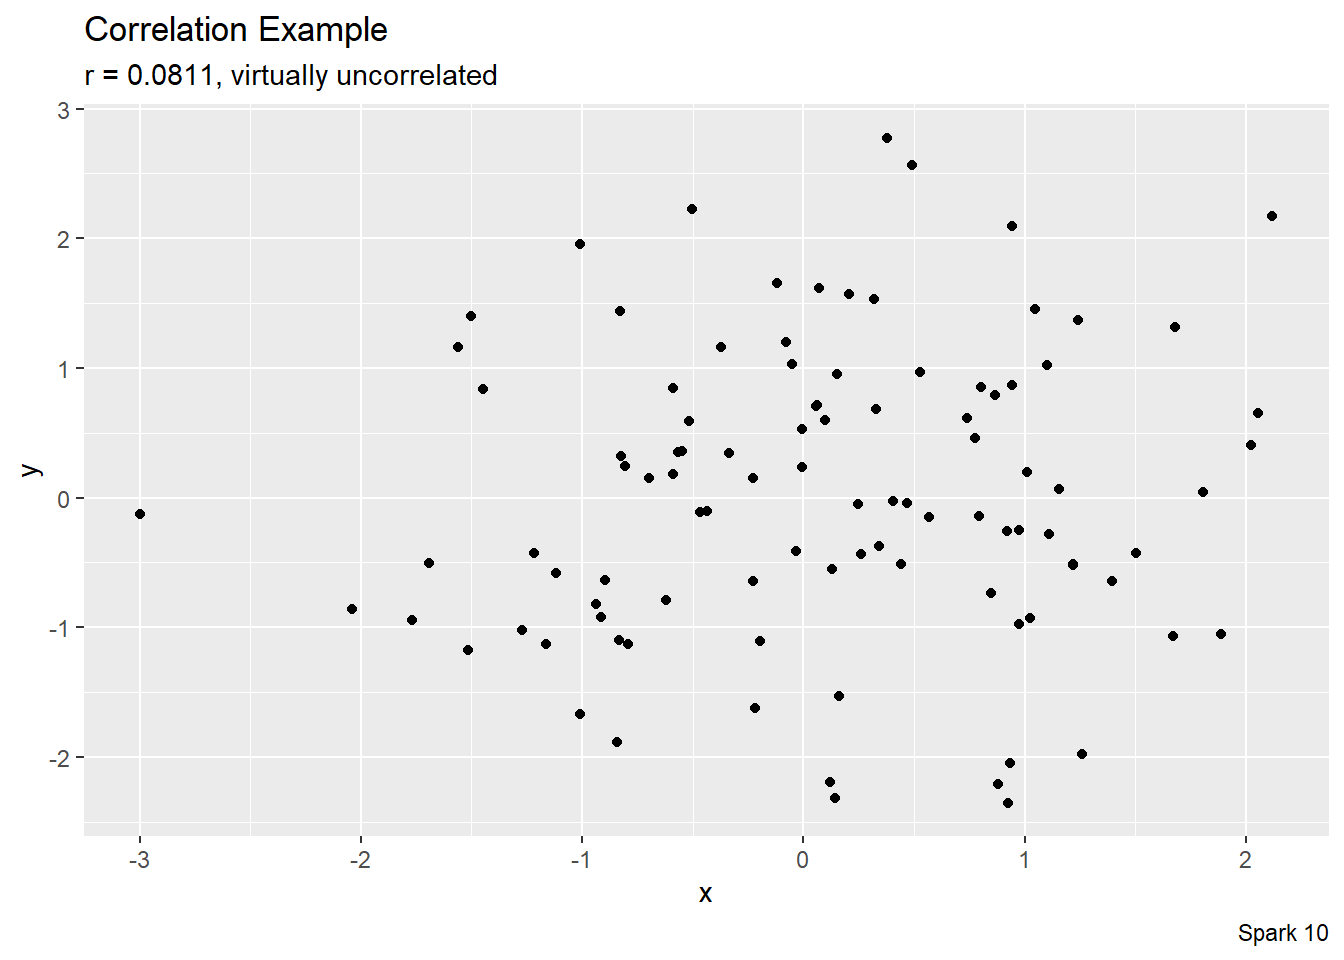 Correlation Example
r = 0.0811, virtually uncorrelated
3
2
1
0
-1
-2
y
-3 -2 -1 0 1 2
x
Spark 10